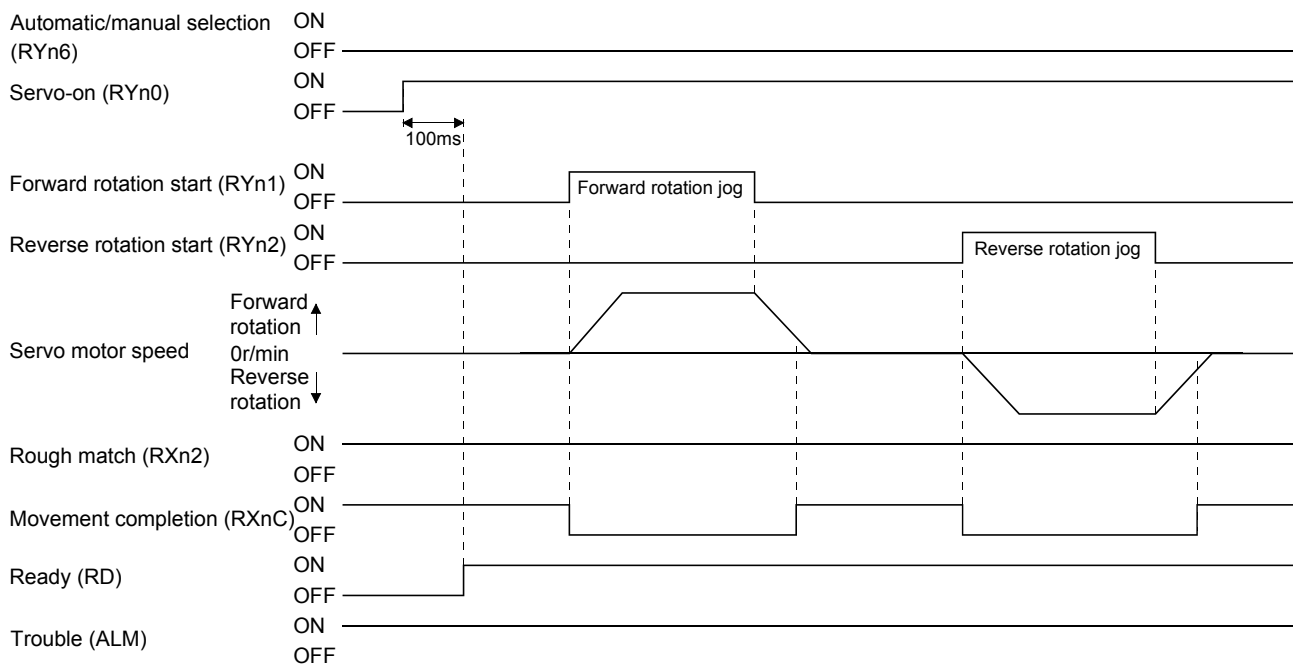 Automatic/manual selection ON
(RYn6) OFF
Servo-on (RYn0) ON
OFF
100ms
Forward rotation start (RYn1) ON
OFF
Forward rotation jog
Reverse rotation start (RYn2) ON
OFF
Reverse rotation jog
Forward
rotation
Servo motor speed 0r/min
Reverse
rotation
Rough match (RXn2) ON
OFF
Movement completion (RXnC) ON
OFF
Ready (RD) ON
OFF
Trouble (ALM) ON
OFF